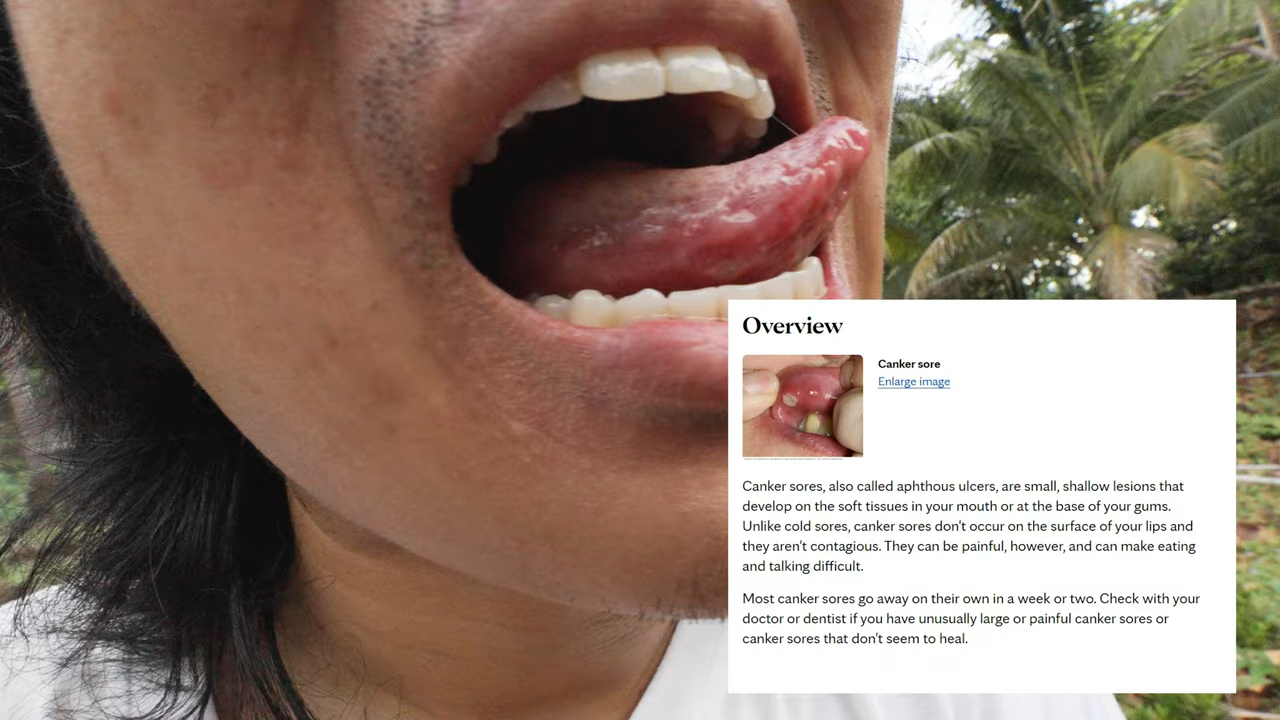 Overview
Canker sore
Enlarge image
Canker sores, also called aphthous ulcers, are small, shallow lesions that
develop on the soft tissues in your mouth or at the base of your gums.
Unlike cold sores, canker sores don't occur on the surface of your lips and
they aren't contagious. They can be painful, however, and can make eating
and talking difficult.
Most canker sores go away on their own in a week or two. Check with your
doctor or dentist if you have unusually large or painful canker sores or
canker sores that don't seem to heal.